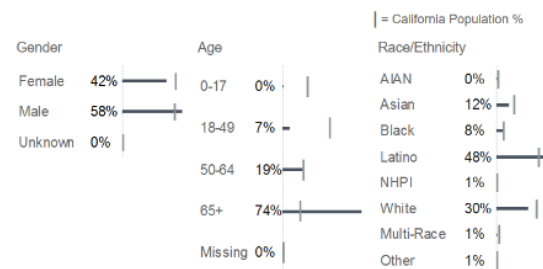 = California Population %
Gender
Female 42%
Male 58%
Unknown 0%
Age
0-17 0%
18-49 7%
50-64 19%
65+ 74%
Missing 0%
Race/Ethnicity
AIAN 0%
Asian 12%
Black 8%
Latino 48%
NHPI 1%
White 30%
Multi-Race 1%
Other 1%